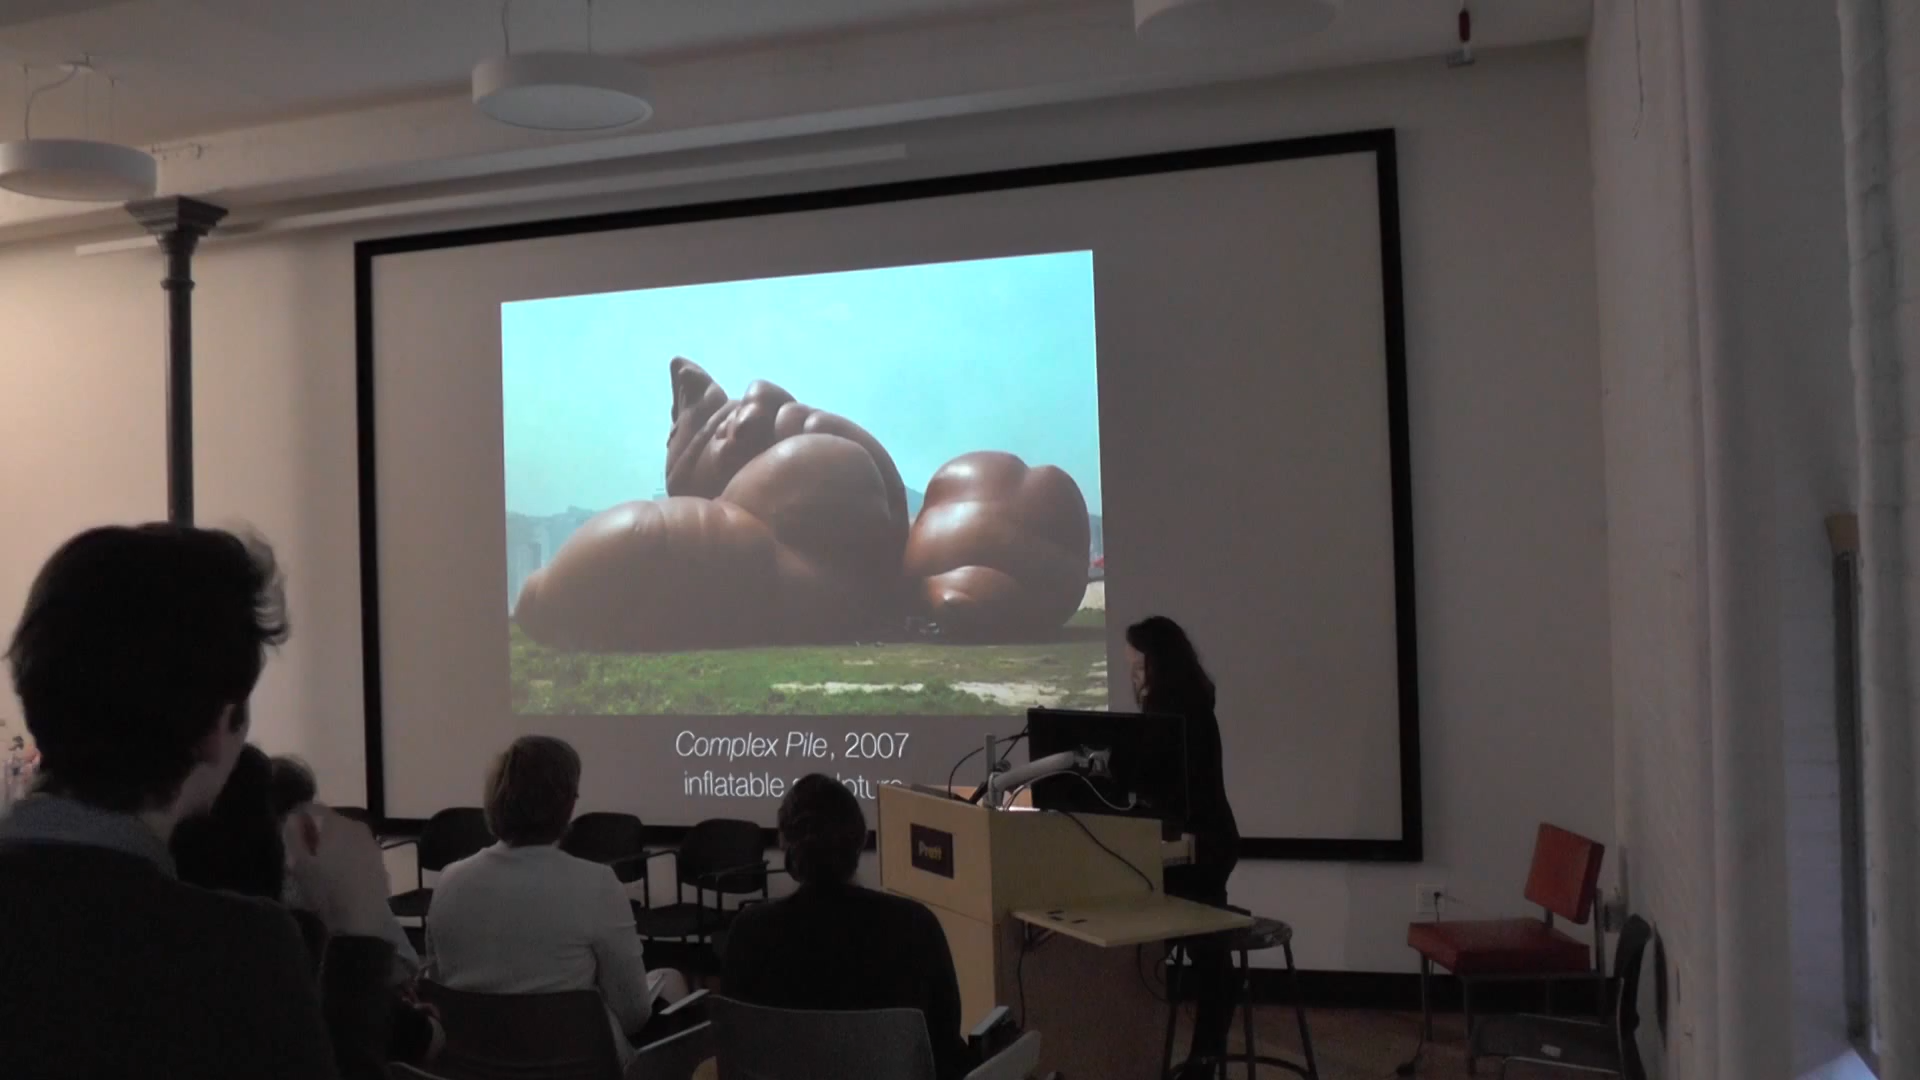 Complex Pile, 2007
inflatable
Pratt